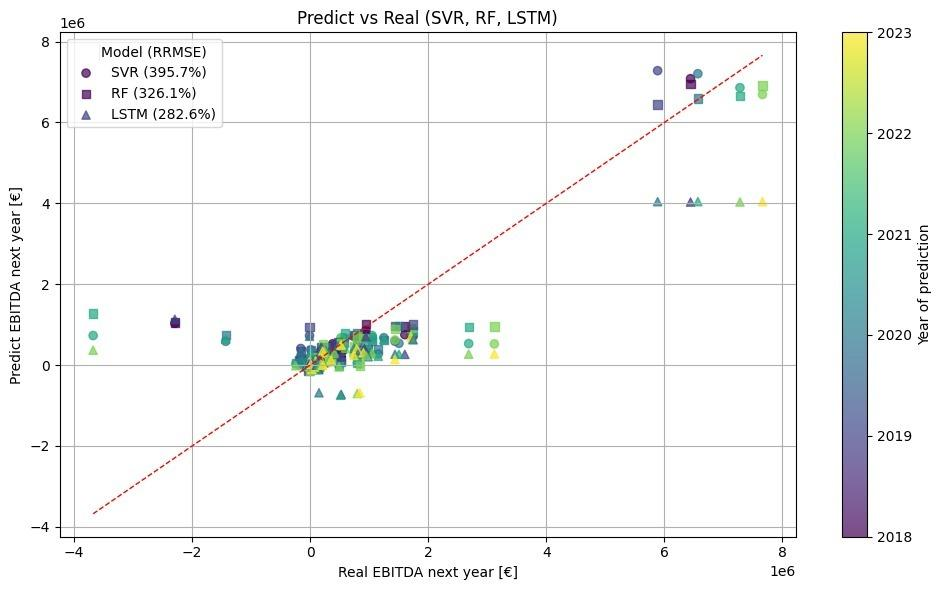 Predict vs Real (SVR, RF, LSTM)
1e6
Model (RRMSE)
SVR (395.7%)
RF (326.1%)
LSTM (282.6%)
8
6
4
2
0
−2
−4
Predict EBITDA next year [€]
−4
−2
0
2
4
6
8
1e6
Real EBITDA next year [€]
2023
2022
2021
2020
2019
2018
Year of prediction